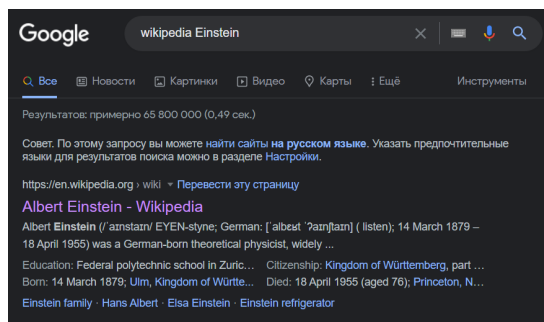 Google
wikipedia Einstein
Все Новости Картинки Видео Карты Ещё Инструменты
Результатов: примерно 65 800 000 (0,49 сек.)
Совет. По этому запросу вы можете найти сайты на русском языке. Указать предпочтительные
языки для результатов поиска можно в разделе Настройки.
https://en.wikipedia.org › wiki Перевести эту страницу
Albert Einstein - Wikipedia
Albert Einstein (/ˈaɪnstaɪn/ EYEN-styne; German: [ˈalbɛʁt ˈʔaɪnʃtaɪn] ( listen); 14 March 1879 –
18 April 1955) was a German-born theoretical physicist, widely ...
Education: Federal polytechnic school in Zuric… Citizenship: Kingdom of Württemberg, part …
Born: 14 March 1879; Ulm, Kingdom of Württe… Died: 18 April 1955 (aged 76); Princeton, N…
Einstein family · Hans Albert · Elsa Einstein · Einstein refrigerator